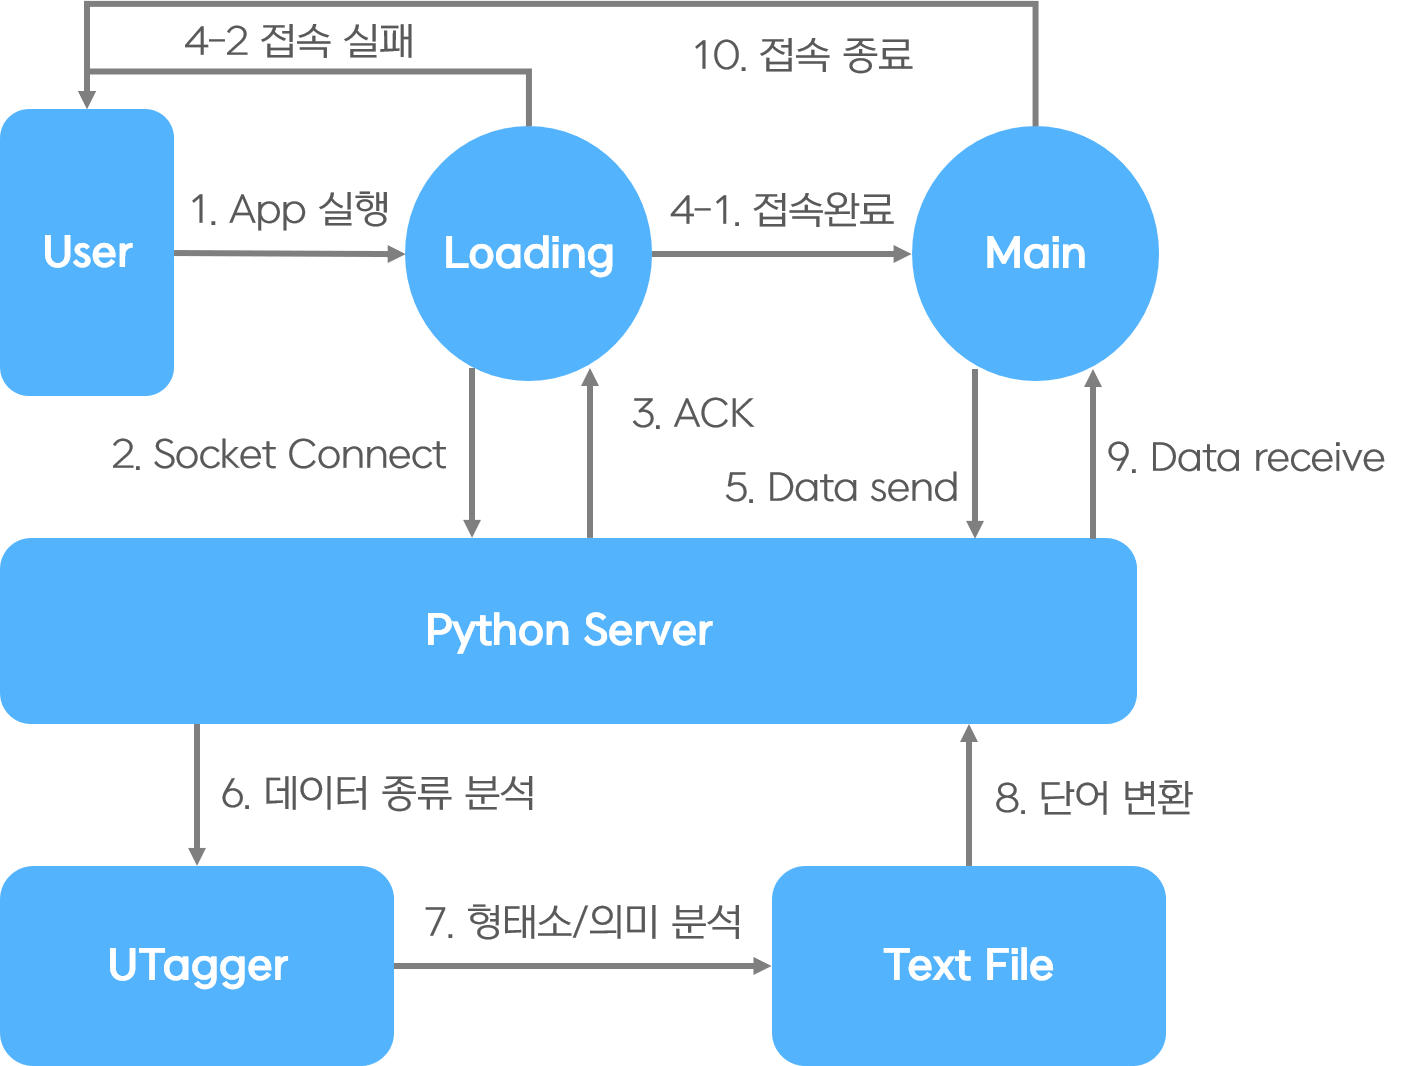 4-2 접속 실패
10. 접속 종료
1. App 실행
4-1. 접속완료
User
Loading
Main
3. ACK
2. Socket Connect
9. Data receive
5. Data send
Python Server
6. 데이터 종류 분석
8. 단어 변환
7. 형태소/의미 분석
UTagger
Text File